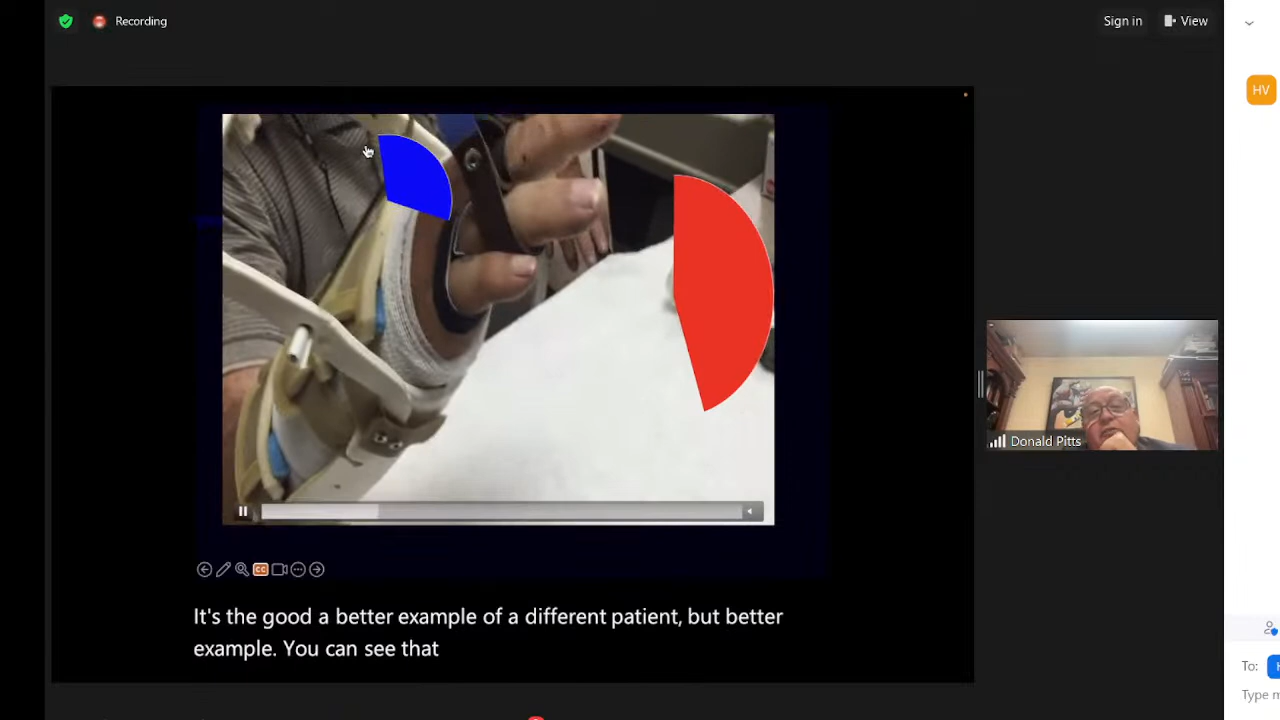 Recording
Sign in
View
HV
Donald Pitts
CC
It's the good a better example of a different patient, but better
example. You can see that
To:
Type m